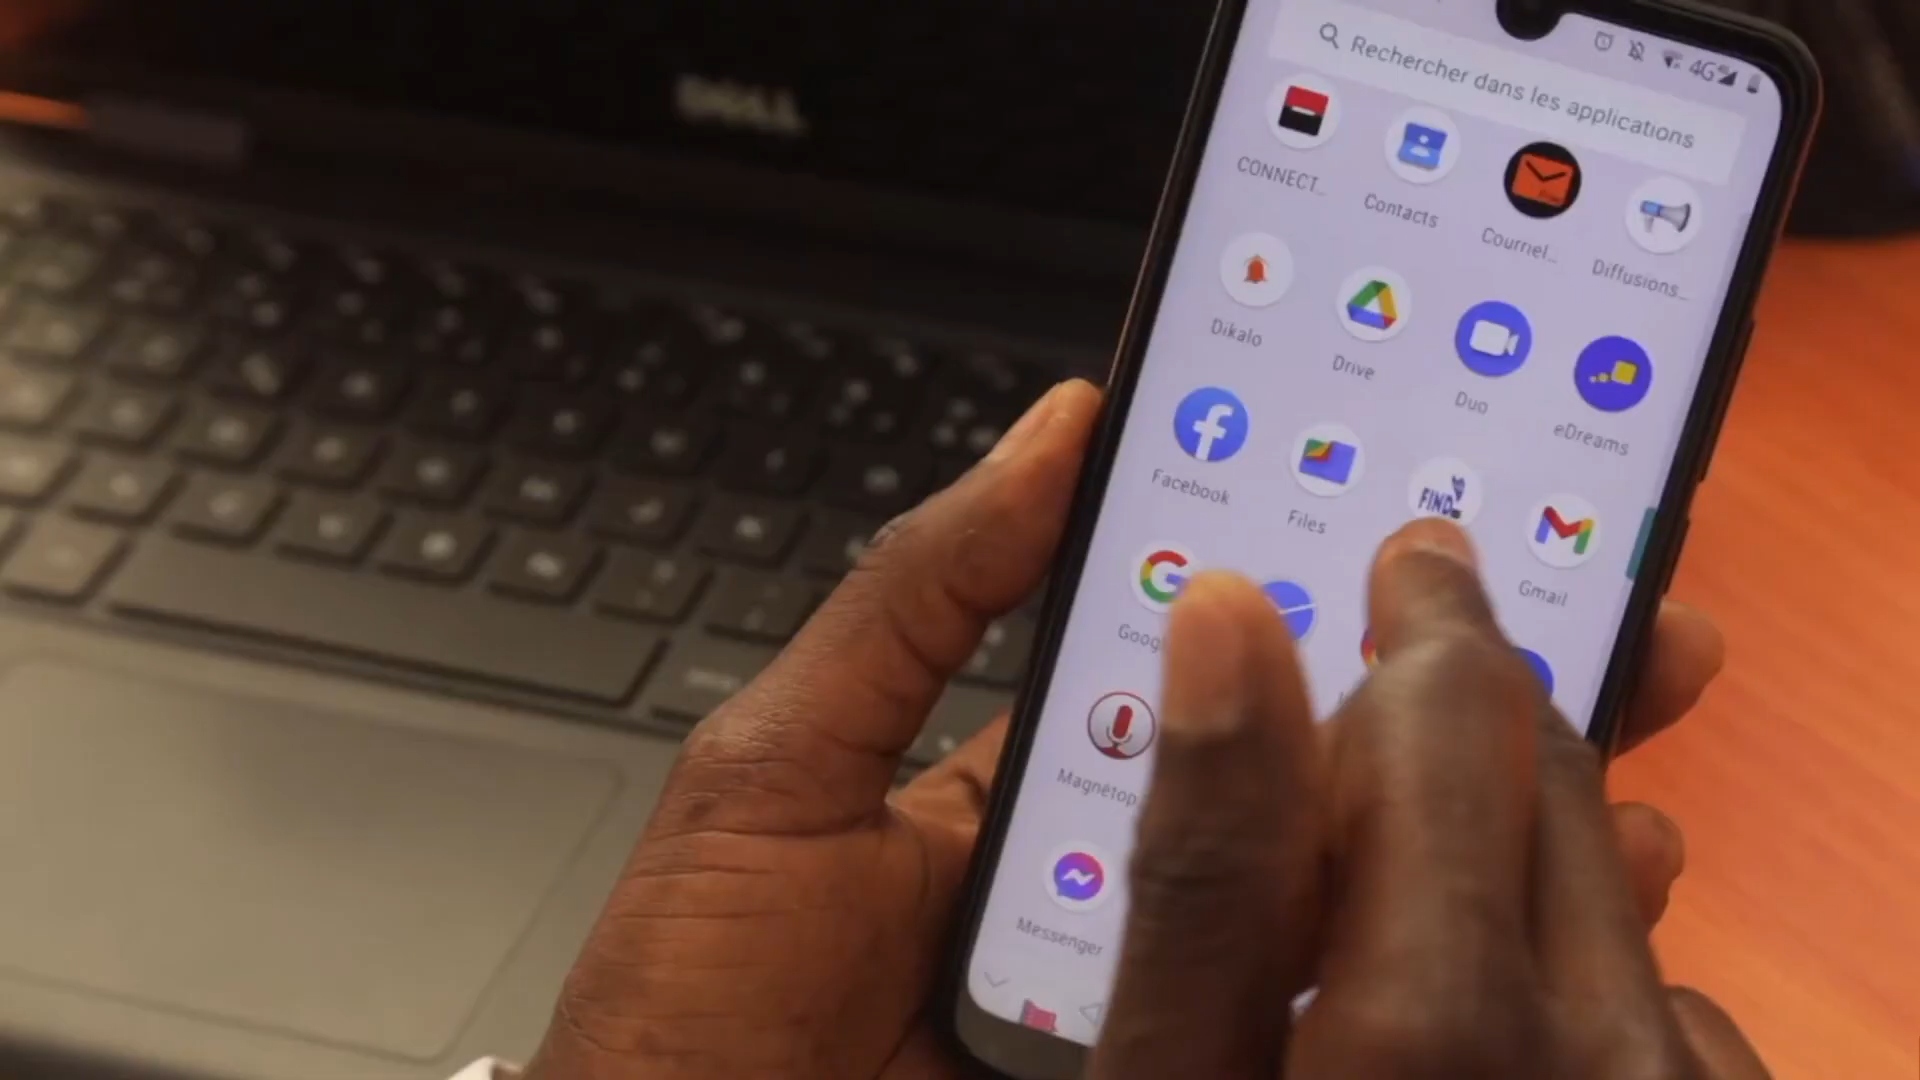 DELL
4G
Rechercher dans les applications
CONNECT...
Contacts
Courriel...
Diffusions...
Dikalo
Drive
Duo
eDreams
Facebook
Files
FIND
Gmail
Magnétop
Messenger